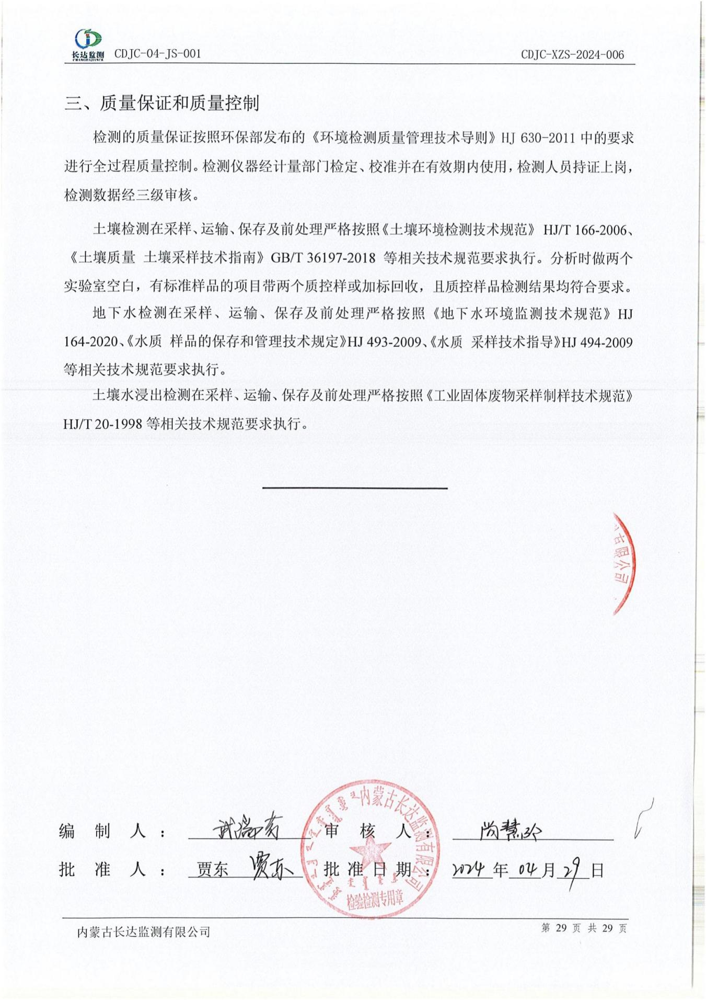 长达监测
CHANGDAJIANCE
CDJC-04-JS-001
CDJC-XZS-2024-006
三、质量保证和质量控制
检测的质量保证按照环保部发布的《环境检测质量管理技术导则》HJ 630-2011 中的要求
进行全过程质量控制。检测仪器经计量部门检定、校准并在有效期内使用，检测人员持证上岗，
检测数据经三级审核。
土壤检测在采样、运输、保存及前处理严格按照《土壤环境检测技术规范》 HJ/T 166-2006、
《土壤质量 土壤采样技术指南》GB/T 36197-2018 等相关技术规范要求执行。分析时做两个
实验室空白，有标准样品的项目带两个质控样或加标回收，且质控样品检测结果均符合要求。
地下水检测在采样、运输、保存及前处理严格按照《地下水环境监测技术规范》HJ
164-2020、《水质 样品的保存和管理技术规定》HJ 493-2009、《水质 采样技术指导》HJ 494-2009
等相关技术规范要求执行。
土壤水浸出检测在采样、运输、保存及前处理严格按照《工业固体废物采样制样技术规范》
HJ/T 20-1998 等相关技术规范要求执行。
限公司
内蒙古长达监测有限公司
检验检测专用章
编 制 人 ： 审 核 人 ： 尚慧
批 准 人 ： 贾东 贾东 批 准 日 期 ： 2024 年 04 月 29 日
内蒙古长达监测有限公司
第 29 页 共 29 页